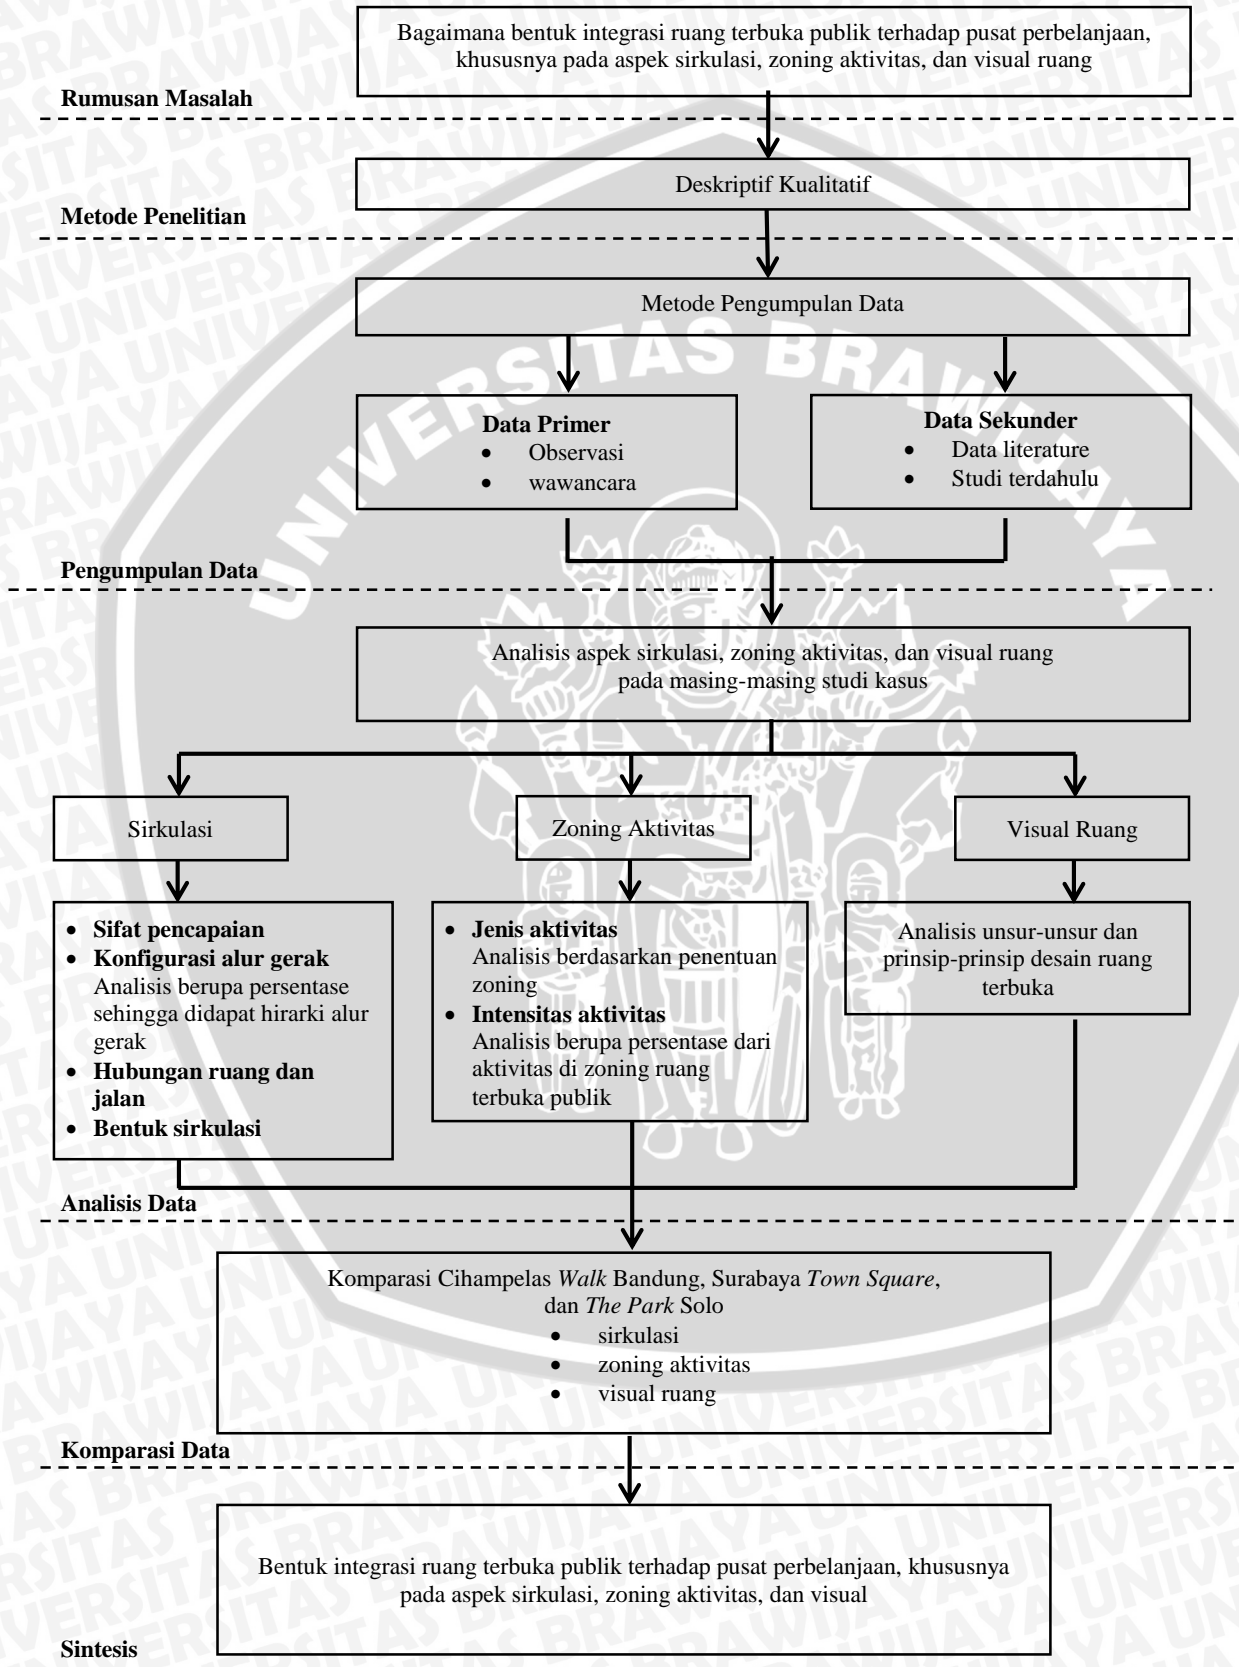 Bagaimana bentuk integrasi ruang terbuka publik terhadap pusat perbelanjaan,
khususnya pada aspek sirkulasi, zoning aktivitas, dan visual ruang
Rumusan Masalah
Deskriptif Kualitatif
Metode Penelitian
Metode Pengumpulan Data
UNIVERSITAS BRAWIJAYA
Data Primer
• Observasi
• wawancara
Data Sekunder
• Data literature
• Studi terdahulu
Pengumpulan Data
Analisis aspek sirkulasi, zoning aktivitas, dan visual ruang
pada masing-masing studi kasus
Sirkulasi
Zoning Aktivitas
Visual Ruang
• Sifat pencapaian
• Konfigurasi alur gerak
Analisis berupa persentase
sehingga didapat hirarki alur
gerak
• Hubungan ruang dan
jalan
• Bentuk sirkulasi
• Jenis aktivitas
Analisis berdasarkan penentuan
zoning
• Intensitas aktivitas
Analisis berupa persentase dari
aktivitas di zoning ruang
terbuka publik
Analisis unsur-unsur dan
prinsip-prinsip desain ruang
terbuka
Analisis Data
Komparasi Cihampelas Walk Bandung, Surabaya Town Square,
dan The Park Solo
• sirkulasi
• zoning aktivitas
• visual ruang
Komparasi Data
Bentuk integrasi ruang terbuka publik terhadap pusat perbelanjaan, khususnya
pada aspek sirkulasi, zoning aktivitas, dan visual
Sintesis